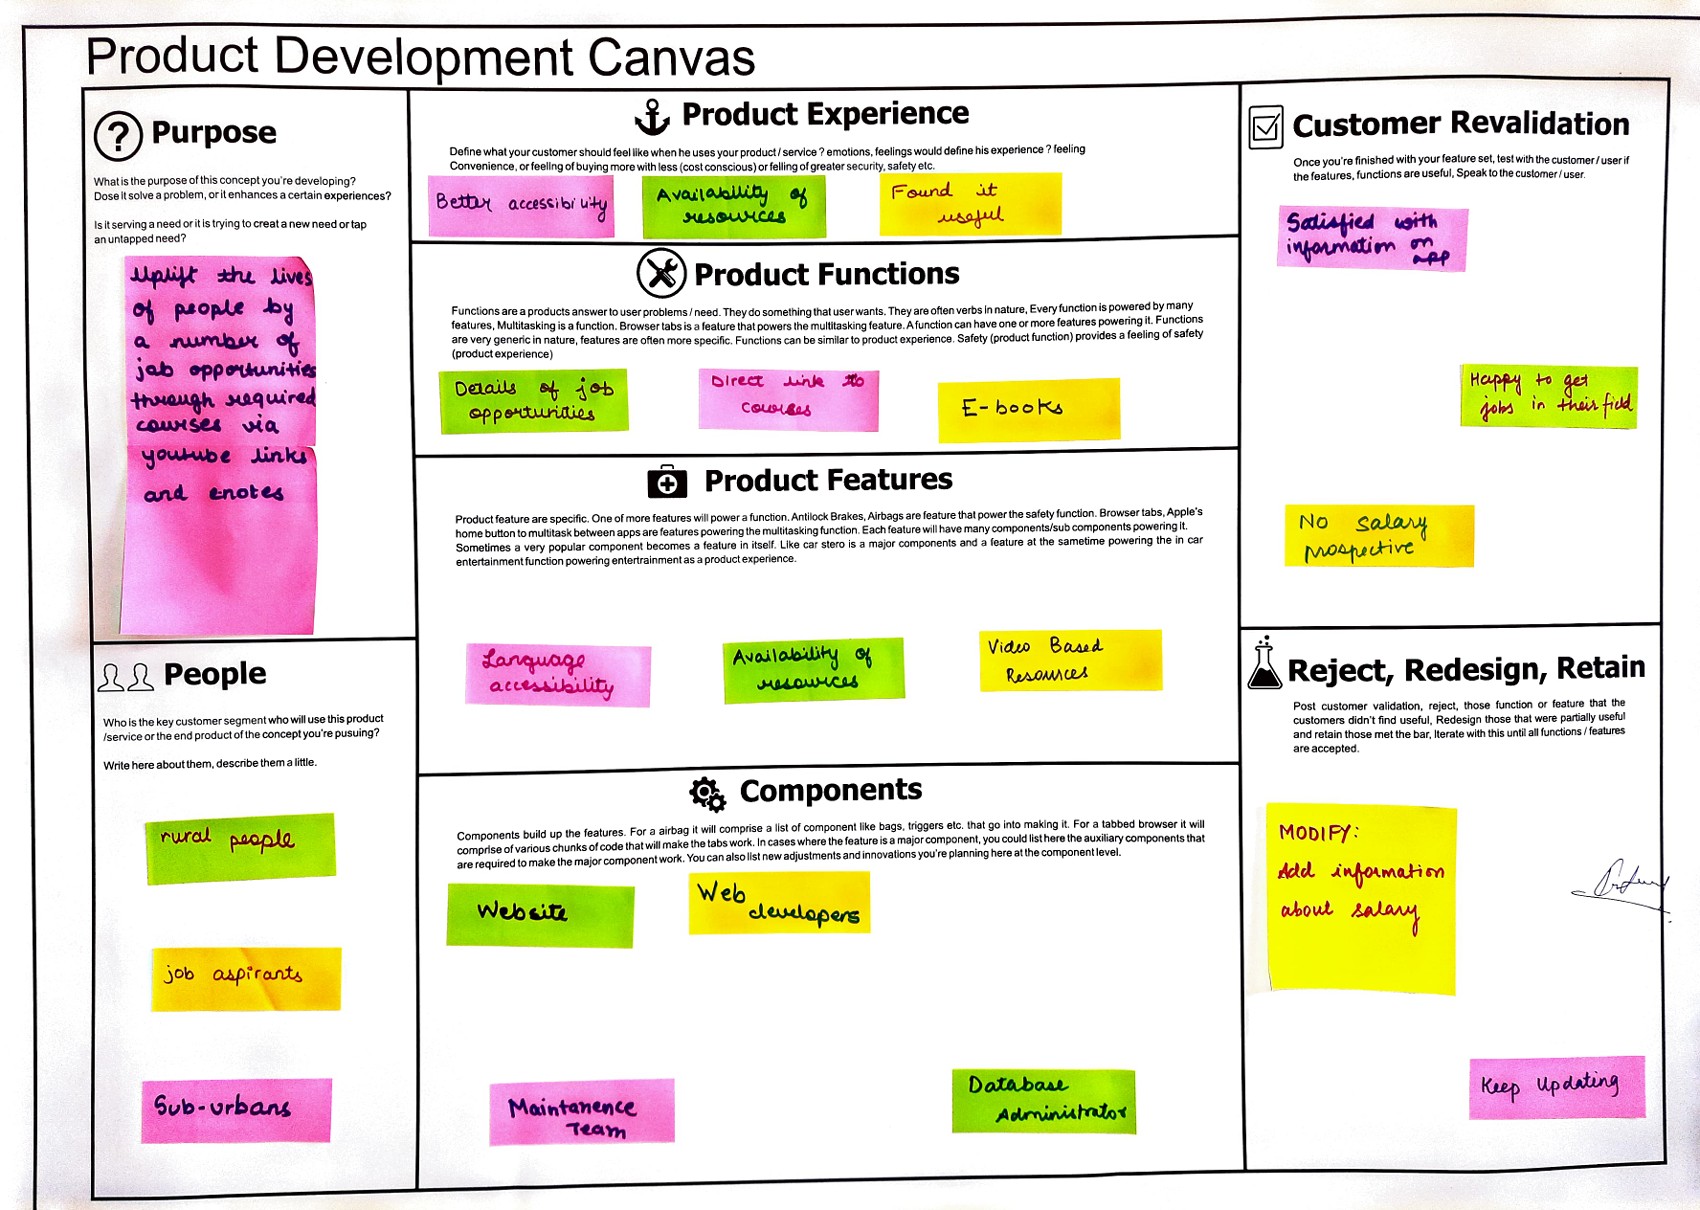 Product Development Canvas
Purpose
What is the purpose of this concept you're developing?
Dose it solve a problem, or it enhances a certain experiences?
Is it serving a need or it is trying to creat a new need or tap
an untapped need?
Uplift the lives
of people by
a number of
job opportunities
through required
courses via
youtube links
and enotes
People
Who is the key customer segment who will use this product
/service or the end product of the concept you're pusuing?
Write here about them, describe them a little.
rural people
job aspirants
Sub-urbans
Product Experience
Define what your customer should feel like when he uses your product / service ? emotions, feelings would define his experience ? feeling
Convenience, or feeling of buying more with less (cost conscious) or felling of greater security, safety etc.
Better accessibility
Availability of
resources
Found it
useful
Product Functions
Functions are a products answer to user problems / need. They do something that user wants. They are often verbs in nature, Every function is powered by many
features, Multitasking is a function. Browser tabs is a feature that powers the multitasking feature. A function can have one or more features powering it. Functions
are very generic in nature, features are often more specific. Functions can be similar to product experience. Safety (product function) provides a feeling of safety
(product experience)
Details of job
opportunities
Direct link to
courses
E-books
Product Features
Product feature are specific. One of more features will power a function. Antilock Brakes, Airbags are feature that power the safety function. Browser tabs, Apple's
home button to multitask between apps are features powering the multitasking function. Each feature will have many components/sub components powering it.
Sometimes a very popular component becomes a feature in itself. Like car stero is a major components and a feature at the sametime powering the in car
entertainment function powering entertrainment as a product experience.
Language
accessibility
Availability of
resources
Video Based
Resources
Components
Components build up the features. For a airbag it will comprise a list of component like bags, triggers etc. that go into making it. For a tabbed browser it will
comprise of various chunks of code that will make the tabs work. In cases where the feature is a major component, you could list here the auxiliary components that
are required to make the major component work. You can also list new adjustments and innovations you're planning here at the component level.
Website
Web
developers
Maintanence
Team
Database
Administrator
Customer Revalidation
Once you're finished with your feature set, test with the customer / user if
the features, functions are useful, Speak to the customer / user.
Satisfied with
information on
app
Happy to get
jobs in their field
No salary
prospective
Reject, Redesign, Retain
Post customer validation, reject, those function or feature that the
customers didn't find useful, Redesign those that were partially useful
and retain those met the bar, Iterate with this until all functions / features
are accepted.
MODIFY:
Add information
about salary
Keep Updating